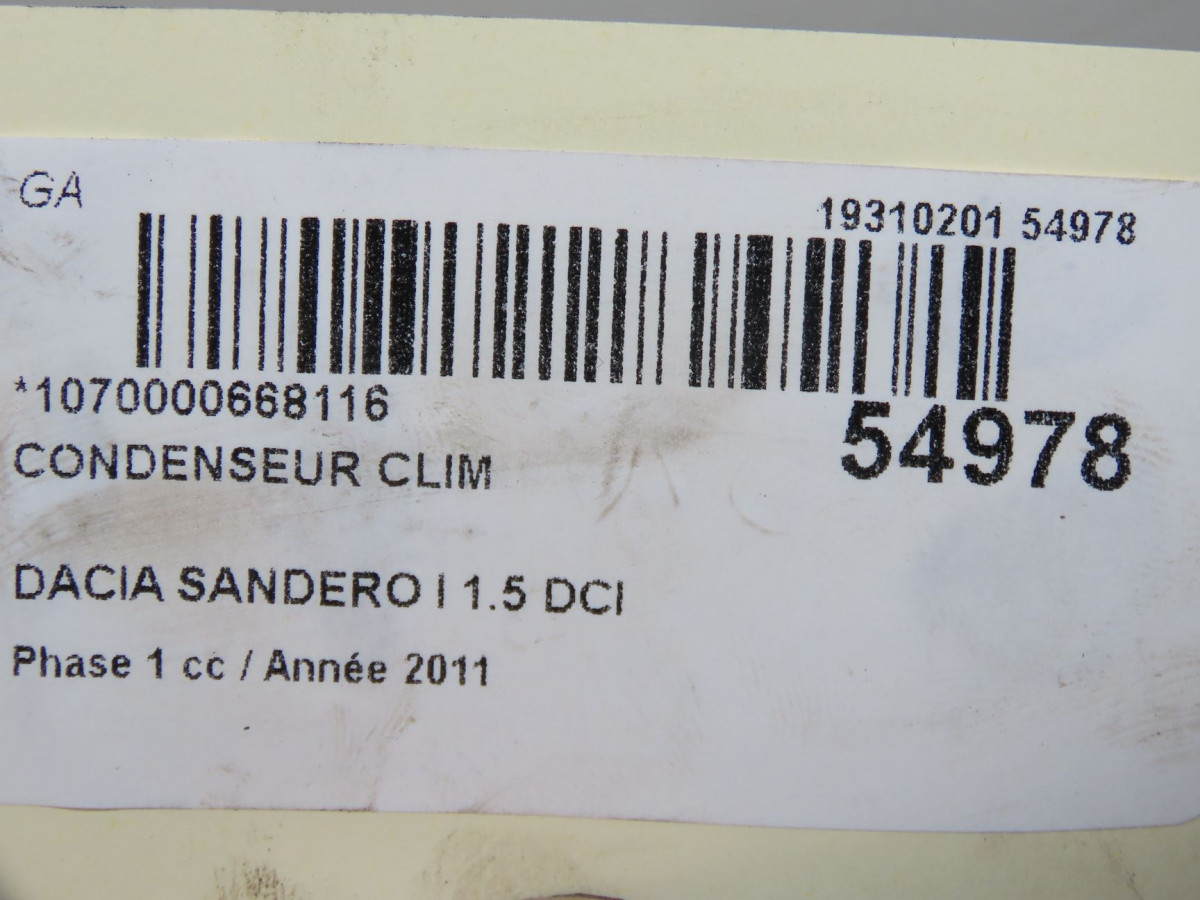 GA
19310201 54978
*1070000668116
54978
CONDENSEUR CLIM
DACIA SANDERO I 1.5 DCI
Phase 1 cc / Année 2011